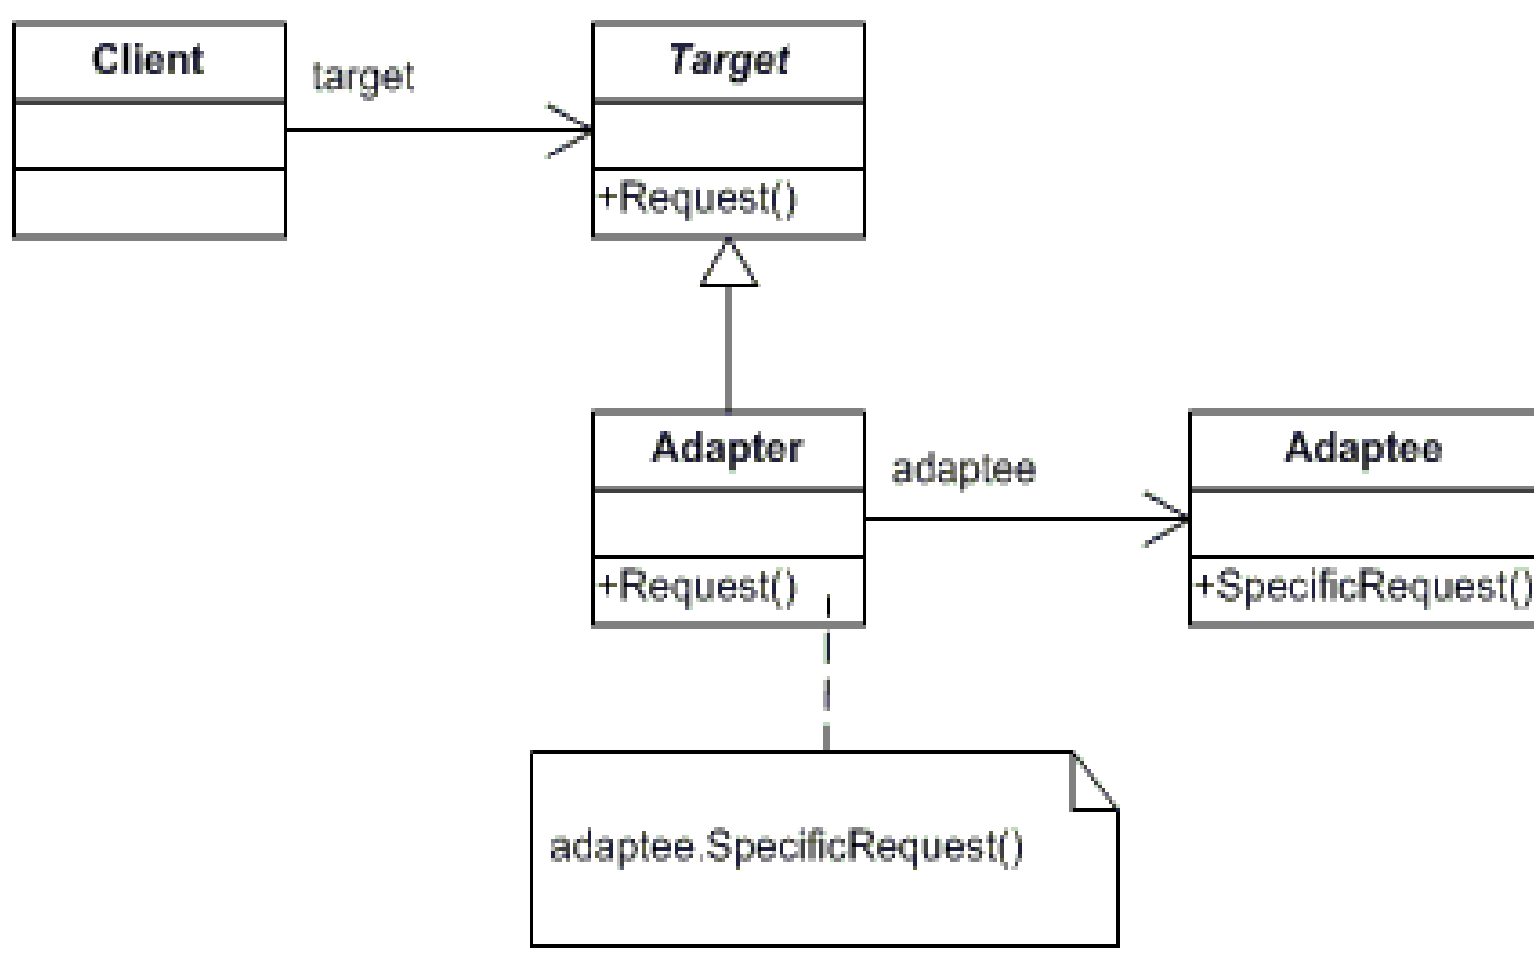 Client
target
Target
+Request()
Adapter
adaptee
Adaptee
+Request()
+SpecificRequest()
adaptee.SpecificRequest()